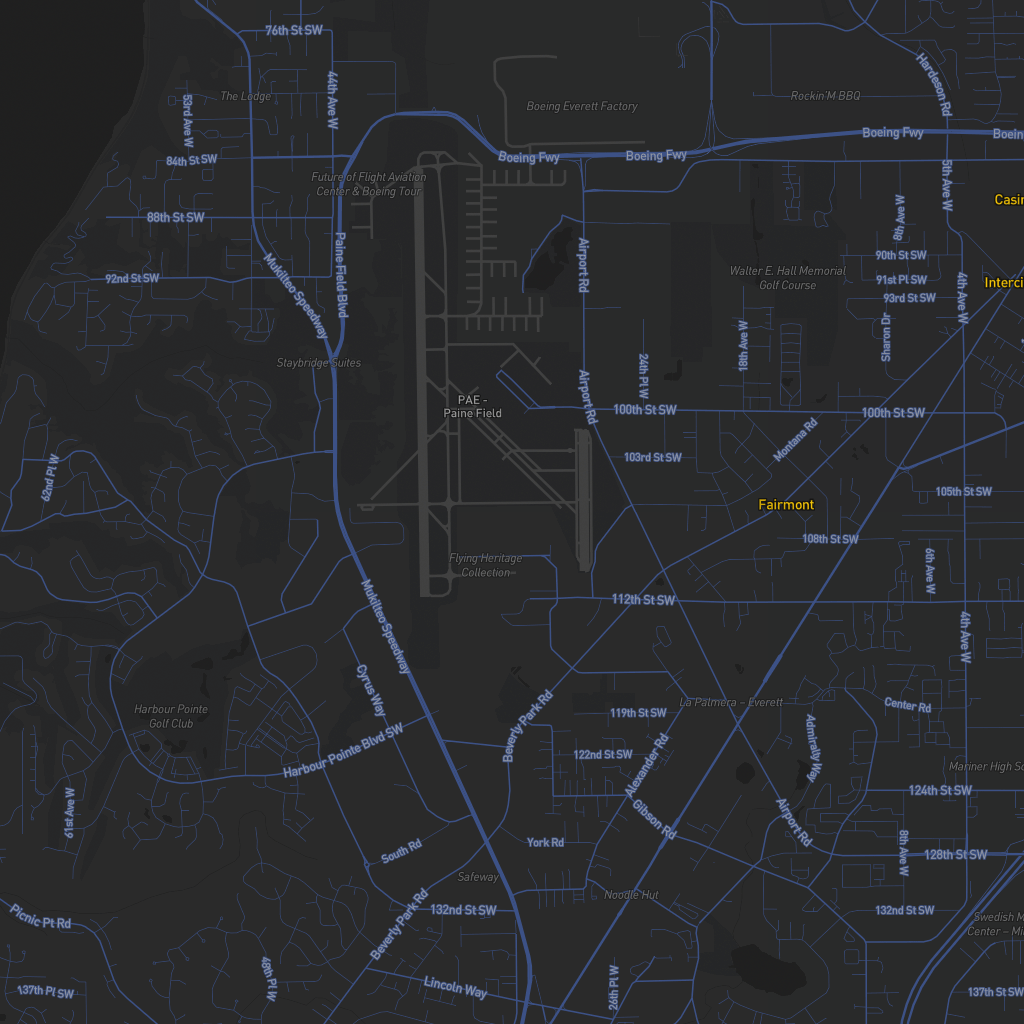 76th St SW
44th Ave W
The Lodge
53rd Ave W
84th St SW
Future of Flight Aviation
Center & Boeing Tour
88th St SW
Paine Field Blvd
92nd St SW
Mukilteo Speedway
Staybridge Suites
Boeing Everett Factory
Rockin'M BBQ
Hardeson Rd
Boeing Fwy
Boeing Fwy
Boeing Fwy
Boein
5th Ave W
Casin
8th Ave W
Airport Rd
Walter E. Hall Memorial
Golf Course
90th St SW
91st Pl SW
93rd St SW
4th Ave W
Interci
Sharon Dr
18th Ave W
24th Pl W
PAE -
Paine Field
Airport Rd
100th St SW
100th St SW
Montana Rd
103rd St SW
62nd Pl W
105th St SW
Fairmont
108th St SW
6th Ave W
Flying Heritage
Collection
112th St SW
4th Ave W
Mukilteo Speedway
Cyrus Way
Harbour Pointe
Golf Club
Harbour Pointe Blvd SW
Beverly Park Rd
119th St SW
La Palmera – Everett
Center Rd
122nd St SW
Alexander Rd
Admiralty Way
Mariner High Sc
124th St SW
61st Ave W
Gibson Rd
Airport Rd
York Rd
South Rd
8th Ave W
128th St SW
Safeway
Noodle Hut
Picnic Pt Rd
Beverly Park Rd
132nd St SW
132nd St SW
Swedish M
Center – Mil
48th Pl W
137th Pl SW
Lincoln Way
26th Pl W
137th St SW